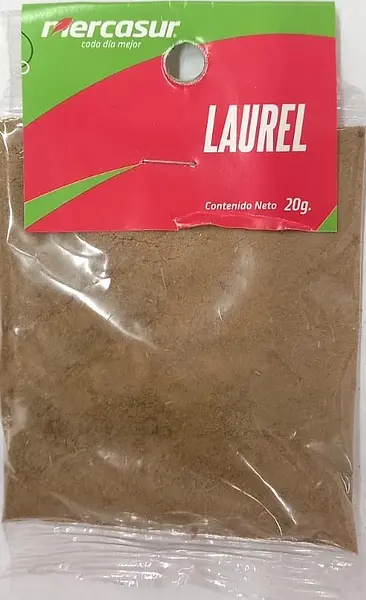 mercasur
cada día mejor
LAUREL
Contenido Neto 20g.